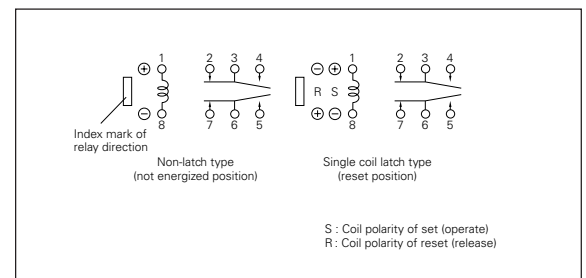 ⊕ 1 2 3 4 ⊖ ⊕ 1 2 3 4
R S
⊖ 8 7 6 5 ⊕ ⊖ 8 7 6 5
Index mark of
relay direction
Non-latch type
(not energized position)
Single coil latch type
(reset position)
S : Coil polarity of set (operate)
R : Coil polarity of reset (release)